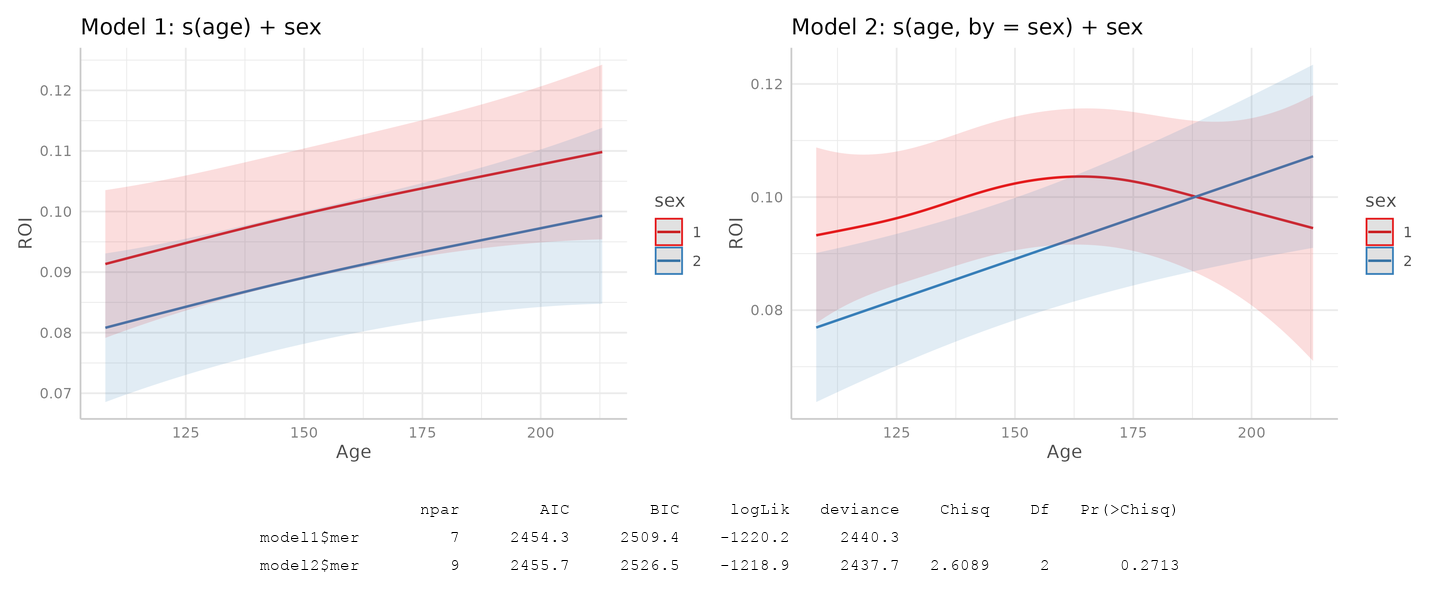 Model 1: s(age) + sex
0.12
0.11
0.10
0.09
0.08
0.07
ROI
125 150 175 200
Age
sex
1
2
Model 2: s(age, by = sex) + sex
0.12
0.10
0.08
ROI
125 150 175 200
Age
sex
1
2
npar AIC BIC logLik deviance Chisq Df Pr(>Chisq)
model1$mer 7 2454.3 2509.4 -1220.2 2440.3
model2$mer 9 2455.7 2526.5 -1218.9 2437.7 2.6089 2 0.2713